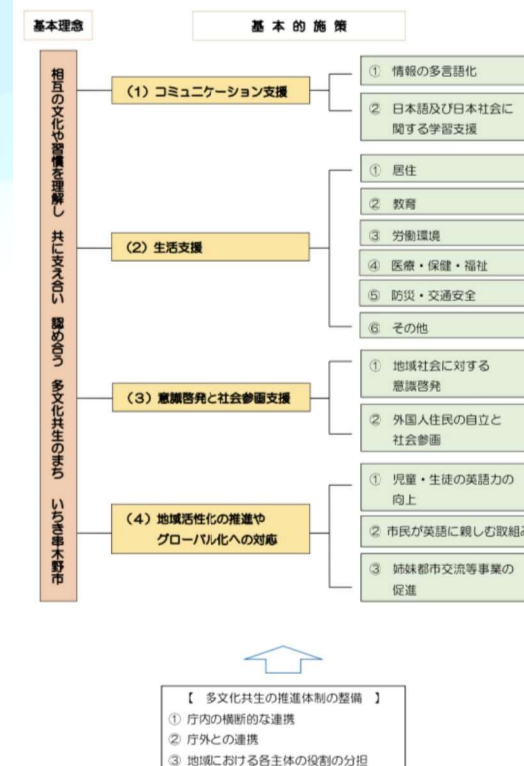 基本理念
基本的施策
相互の文化や習慣を理解し 共に支え合い 認め合う 多文化共生のまち いちき串木野市
(1) コミュニケーション支援
① 情報の多言語化
② 日本語及び日本社会に
関する学習支援
(2) 生活支援
① 居住
② 教育
③ 労働環境
④ 医療・保健・福祉
⑤ 防災・交通安全
⑥ その他
(3) 意識啓発と社会参画支援
① 地域社会に対する
意識啓発
② 外国人住民の自立と
社会参画
(4) 地域活性化の推進や
グローバル化への対応
① 児童・生徒の英語力の
向上
② 市民が英語に親しむ取組み
③ 姉妹都市交流等事業の
促進
【 多文化共生の推進体制の整備 】
① 庁内の横断的な連携
② 庁外との連携
③ 地域における各主体の役割の分担